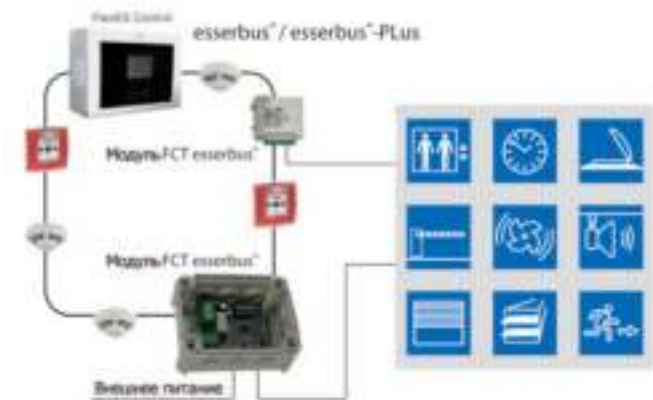 FlexES Control
esserbus® / esserbus®-PLus
Модуль FCT esserbus®
Модуль FCT esserbus®
Внешнее питание